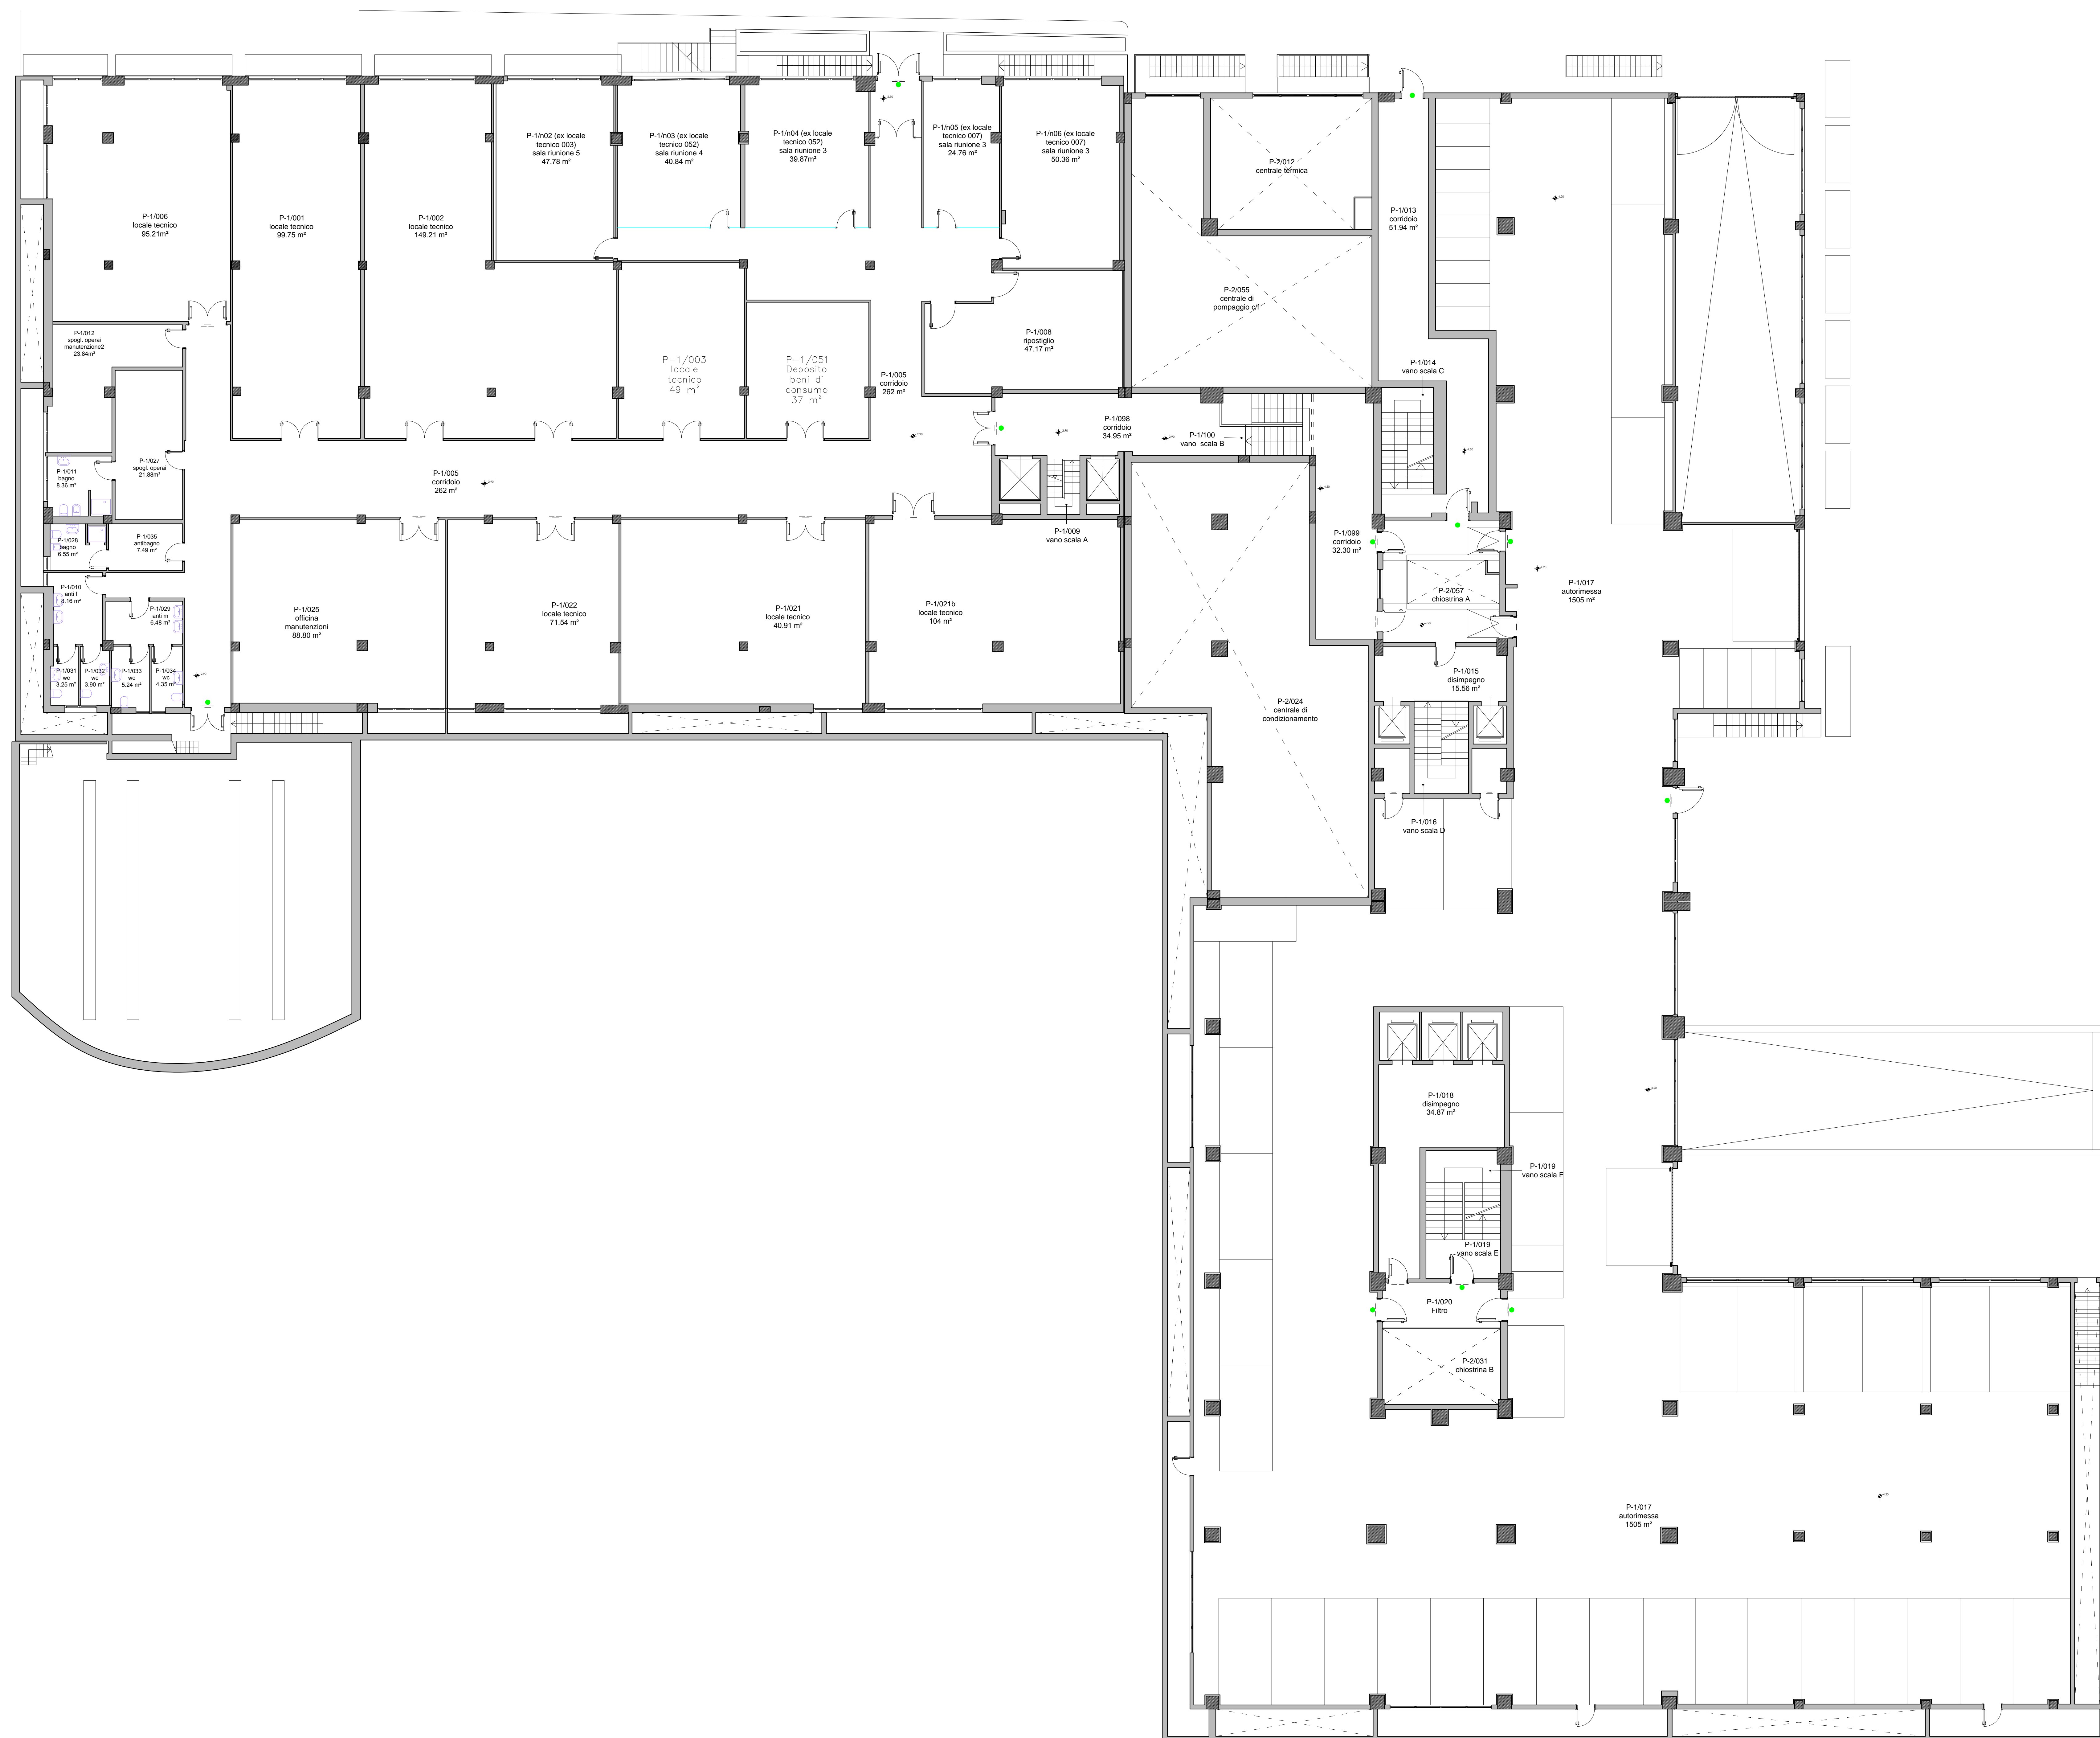 P-1/n02 (ex locale
tecnico 003)
sala riunione 5
47.78 m²
P-1/n03 (ex locale
tecnico 052)
sala riunione 4
40.84 m²
P-1/n04 (ex locale
tecnico 052)
sala riunione 3
39.87m²
P-1/n05 (ex locale
tecnico 007)
sala riunione 3
24.76 m²
P-1/n06 (ex locale
tecnico 007)
sala riunione 3
50.36 m²
P-2/012
centrale termica
P-1/006
locale tecnico
95.21m²
P-1/001
locale tecnico
99.75 m²
P-1/002
locale tecnico
149.21 m²
P-1/013
corridoio
51.94 m²
P-2/055
centrale di
pompaggio c/f
P-1/012
spogl. operai
manutenzione2
23.84m²
P-1/003
locale
tecnico
49 m²
P-1/051
Deposito
beni di
consumo
37 m²
P-1/008
ripostiglio
47.17 m²
P-1/005
corridoio
262 m²
P-1/014
vano scala C
P-1/098
corridoio
34.95 m²
P-1/100
vano scala B
P-1/027
spogl. operai
21.88m²
P-1/011
bagno
8.36 m²
P-1/005
corridoio
262 m²
P-1/009
vano scala A
P-1/099
corridoio
32.30 m²
P-1/028
bagno
6.55 m²
P-1/035
antibagno
7.49 m²
P-1/010
anti f
8.16 m²
P-1/029
anti m
6.48 m²
P-1/025
officina
manutenzioni
88.80 m²
P-1/022
locale tecnico
71.54 m²
P-1/021
locale tecnico
40.91 m²
P-1/021b
locale tecnico
104 m²
P-2/057
chiostrina A
P-1/017
autorimessa
1505 m²
P-1/031
wc
3.25 m²
P-1/032
wc
3.90 m²
P-1/033
wc
5.24 m²
P-1/034
wc
4.35 m²
P-1/015
disimpegno
15.56 m²
P-2/024
centrale di
condizionamento
P-1/016
vano scala D
P-1/018
disimpegno
34.87 m²
P-1/019
vano scala E
P-1/019
vano scala E
P-1/020
Filtro
P-2/031
chiostrina B
P-1/017
autorimessa
1505 m²